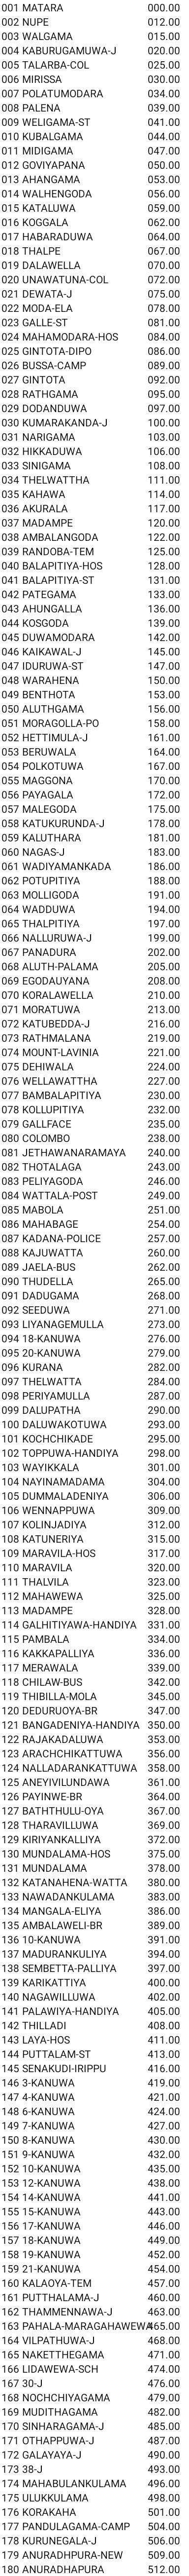 001 MATARA 000.00
002 NUPE 012.00
003 WALGAMA 015.00
004 KABURUGAMUWA-J 020.00
005 TALARBA-COL 025.00
006 MIRISSA 030.00
007 POLATUMODARA 034.00
008 PALENA 039.00
009 WELIGAMA-ST 041.00
010 KUBALGAMA 044.00
011 MIDIGAMA 047.00
012 GOVIYAPANA 050.00
013 AHANGAMA 053.00
014 WALHENGODA 056.00
015 KATALUWA 059.00
016 KOGGALA 062.00
017 HABARADUWA 064.00
018 THALPE 067.00
019 DALAWELLA 070.00
020 UNAWATUNA-COL 072.00
021 DEWATA-J 075.00
022 MODA-ELA 078.00
023 GALLE-ST 081.00
024 MAHAMODARA-HOS 084.00
025 GINTOTA-DIPO 086.00
026 BUSSA-CAMP 089.00
027 GINTOTA 092.00
028 RATHGAMA 095.00
029 DODANDUWA 097.00
030 KUMARAKANDA-J 100.00
031 NARIGAMA 103.00
032 HIKKADUWA 106.00
033 SINIGAMA 108.00
034 THELWATTHA 111.00
035 KAHAWA 114.00
036 AKURALA 117.00
037 MADAMPE 120.00
038 AMBALANGODA 122.00
039 RANDOBA-TEM 125.00
040 BALAPITIYA-HOS 128.00
041 BALAPITIYA-ST 131.00
042 PATEGAMA 133.00
043 AHUNGALLA 136.00
044 KOSGODA 139.00
045 DUWAMODARA 142.00
046 KAIKAWAL-J 145.00
047 IDURUWA-ST 147.00
048 WARAHENA 150.00
049 BENTHOTA 153.00
050 ALUTHGAMA 156.00
051 MORAGOLLA-PO 158.00
052 HETTIMULA-J 161.00
053 BERUWALA 164.00
054 POLKOTUWA 167.00
055 MAGGONA 170.00
056 PAYAGALA 172.00
057 MALEGODA 175.00
058 KATUKURUNDA-J 178.00
059 KALUTHARA 181.00
060 NAGAS-J 183.00
061 WADIYAMANKADA 186.00
062 POTUPITIYA 188.00
063 MOLLIGODA 191.00
064 WADDUWA 194.00
065 THALPITIYA 197.00
066 NALLURUWA-J 199.00
067 PANADURA 202.00
068 ALUTH-PALAMA 205.00
069 EGODAUYANA 208.00
070 KORALAWELLA 210.00
071 MORATUWA 213.00
072 KATUBEDDA-J 216.00
073 RATHMALANA 219.00
074 MOUNT-LAVINIA 221.00
075 DEHIWALA 224.00
076 WELLAWATTHA 227.00
077 BAMBALAPITIYA 230.00
078 KOLLUPITIYA 232.00
079 GALLFACE 235.00
080 COLOMBO 238.00
081 JETHAWANARAMAYA 240.00
082 THOTALAGA 243.00
083 PELIYAGODA 246.00
084 WATTALA-POST 249.00
085 MABOLA 251.00
086 MAHABAGE 254.00
087 KADANA-POLICE 257.00
088 KAJUWATTA 260.00
089 JAELA-BUS 262.00
090 THUDELLA 265.00
091 DADUGAMA 268.00
092 SEEDUWA 271.00
093 LIYANAGEMULLA 273.00
094 18-KANUWA 276.00
095 20-KANUWA 279.00
096 KURANA 282.00
097 THELWATTA 284.00
098 PERIYAMULLA 287.00
099 DALUPATHA 290.00
100 DALUWAKOTUWA 293.00
101 KOCHCHIKADE 295.00
102 TOPPUWA-HANDIYA 298.00
103 WAYIKKALA 301.00
104 NAYINAMADAMA 304.00
105 DUMMALADENIYA 306.00
106 WENNAPPUWA 309.00
107 KOLINJADIYA 312.00
108 KATUNERIYA 315.00
109 MARAVILA-HOS 317.00
110 MARAVILA 320.00
111 THALVILA 323.00
112 MAHAWEWA 325.00
113 MADAMPE 328.00
114 GALHITIYAWA-HANDIYA 331.00
115 PAMBALA 334.00
116 KAKKAPALLIYA 336.00
117 MERAWALA 339.00
118 CHILAW-BUS 342.00
119 THIBILLA-MOLA 345.00
120 DEDURUOYA-BR 347.00
121 BANGADENIYA-HANDIYA 350.00
122 RAJAKADALUWA 353.00
123 ARACHCHIKATTUWA 356.00
124 NALLADARANKATTUWA 358.00
125 ANEYIVILUNDAWA 361.00
126 PAYINWE-BR 364.00
127 BATHTHULU-OYA 367.00
128 THARAVILLUWA 369.00
129 KIRIYANKALLIYA 372.00
130 MUNDALAMA-HOS 375.00
131 MUNDALAMA 378.00
132 KATANAHENA-WATTA 380.00
133 NAWADANKULAMA 383.00
134 MANGALA-ELIYA 386.00
135 AMBALAWELI-BR 389.00
136 10-KANUWA 391.00
137 MADURANKULIYA 394.00
138 SEMBETTA-PALLIYA 397.00
139 KARIKATTIYA 400.00
140 NAGAWILLUWA 402.00
141 PALAWIYA-HANDIYA 405.00
142 THILLADI 408.00
143 LAYA-HOS 411.00
144 PUTTALAM-ST 413.00
145 SENAKUDI-IRIPPU 416.00
146 3-KANUWA 419.00
147 4-KANUWA 421.00
148 6-KANUWA 424.00
149 7-KANUWA 427.00
150 8-KANUWA 430.00
151 9-KANUWA 432.00
152 10-KANUWA 435.00
153 12-KANUWA 438.00
154 14-KANUWA 441.00
155 15-KANUWA 443.00
156 17-KANUWA 446.00
157 18-KANUWA 449.00
158 19-KANUWA 452.00
159 21-KANUWA 454.00
160 KALAOYA-TEM 457.00
161 PUTTHALAMA-J 460.00
162 THAMMENNAWA-J 463.00
163 PAHALA-MARAGAHAWEWA 465.00
164 VILPATHUWA-J 468.00
165 NAKETTHEGAMA 471.00
166 LIDAWEWA-SCH 474.00
167 30-J 476.00
168 NOCHCHIYAGAMA 479.00
169 MUDITHAGAMA 482.00
170 SINHARAGAMA-J 485.00
171 OTHAPPUWA-J 487.00
172 GALAYAYA-J 490.00
173 38-J 493.00
174 MAHABULANKULAMA 496.00
175 ULUKKULAMA 498.00
176 KORAKAHA 501.00
177 PANDULAGAMA-CAMP 504.00
178 KURUNEGALA-J 506.00
179 ANURADHPURA-NEW 509.00
180 ANURADHAPURA 512.00